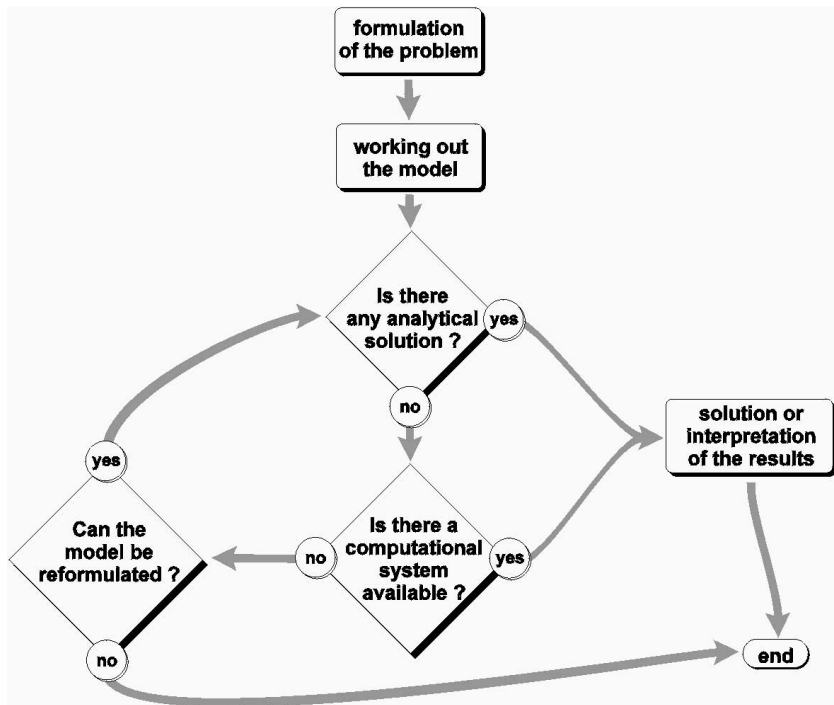 formulation
of the problem
working out
the model
Is there
any analytical
solution ?
yes
no
solution or
interpretation
of the results
yes
Can the
model be
reformulated ?
no
Is there a
computational
system
available ?
no
yes
end